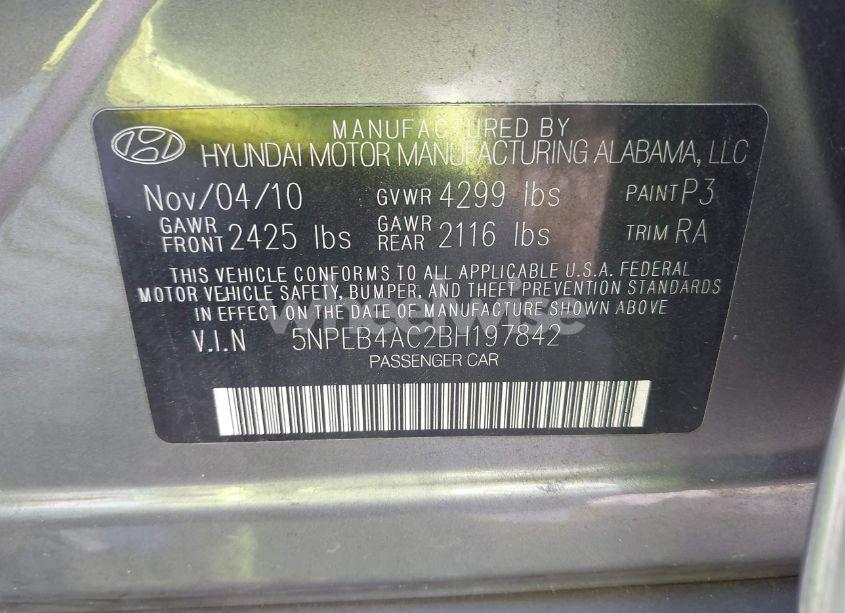 MANUFACTURED BY
HYUNDAI MOTOR MANUFACTURING ALABAMA, LLC
Nov/04/10 GVWR 4299 lbs PAINT P3
GAWR FRONT 2425 lbs GAWR REAR 2116 lbs TRIM RA
THIS VEHICLE CONFORMS TO ALL APPLICABLE U.S.A. FEDERAL
MOTOR VEHICLE SAFETY, BUMPER, AND THEFT PREVENTION STANDARDS
IN EFFECT ON THE DATE OF MANUFACTURE SHOWN ABOVE
V.I.N 5NPEB4AC2BH197842
PASSENGER CAR